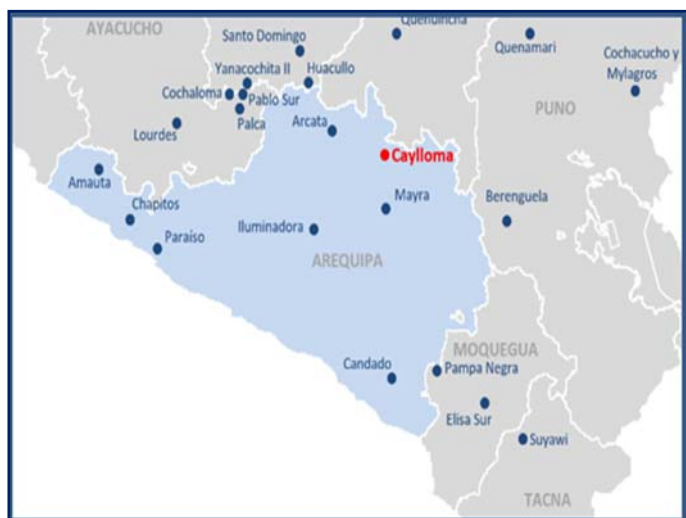 AYACUCHO
Santo Domingo
Quehuincha
Quenamari
Cochacucho y
Mylagros
Yanacochita II
Huacullo
Cochaloma
Pablo Sur
Palca
PUNO
Lourdes
Arcata
Caylloma
Amauta
Chapitos
Mayra
Berenguela
Paraiso
Iluminadora
AREQUIPA
MOQUEGUA
Candado
Pampa Negra
Elisa Sur
Suyawi
TACNA